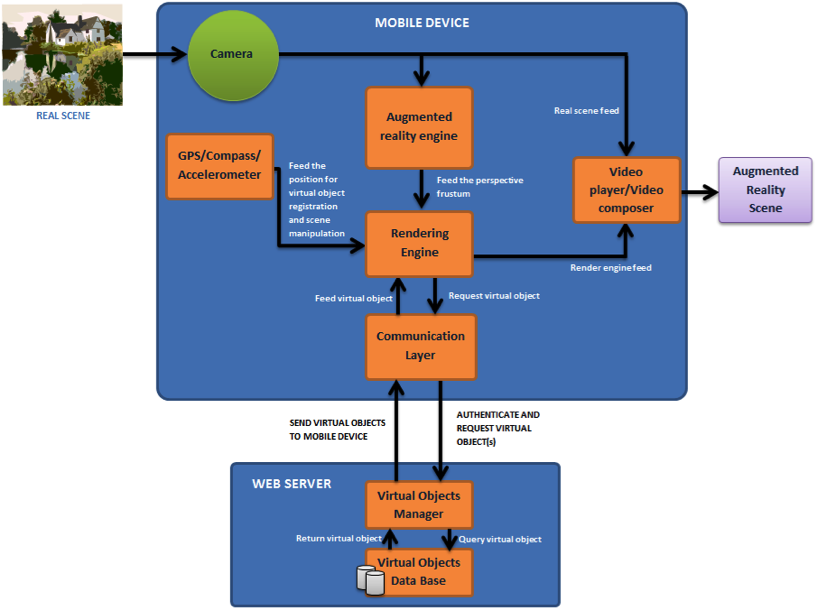 MOBILE DEVICE
Camera
REAL SCENE
Augmented
reality engine
Real scene feed
GPS/Compass/
Accelerometer
Feed the
position for
virtual object
registration
and scene
manipulation
Feed the perspective
frustum
Video
player/Video
composer
Augmented
Reality
Scene
Rendering
Engine
Render engine feed
Feed virtual object
Request virtual object
Communication
Layer
SEND VIRTUAL OBJECTS
TO MOBILE DEVICE
AUTHENTICATE AND
REQUEST VIRTUAL
OBJECT(s)
WEB SERVER
Virtual Objects
Manager
Return virtual object
Query virtual object
Virtual Objects
Data Base